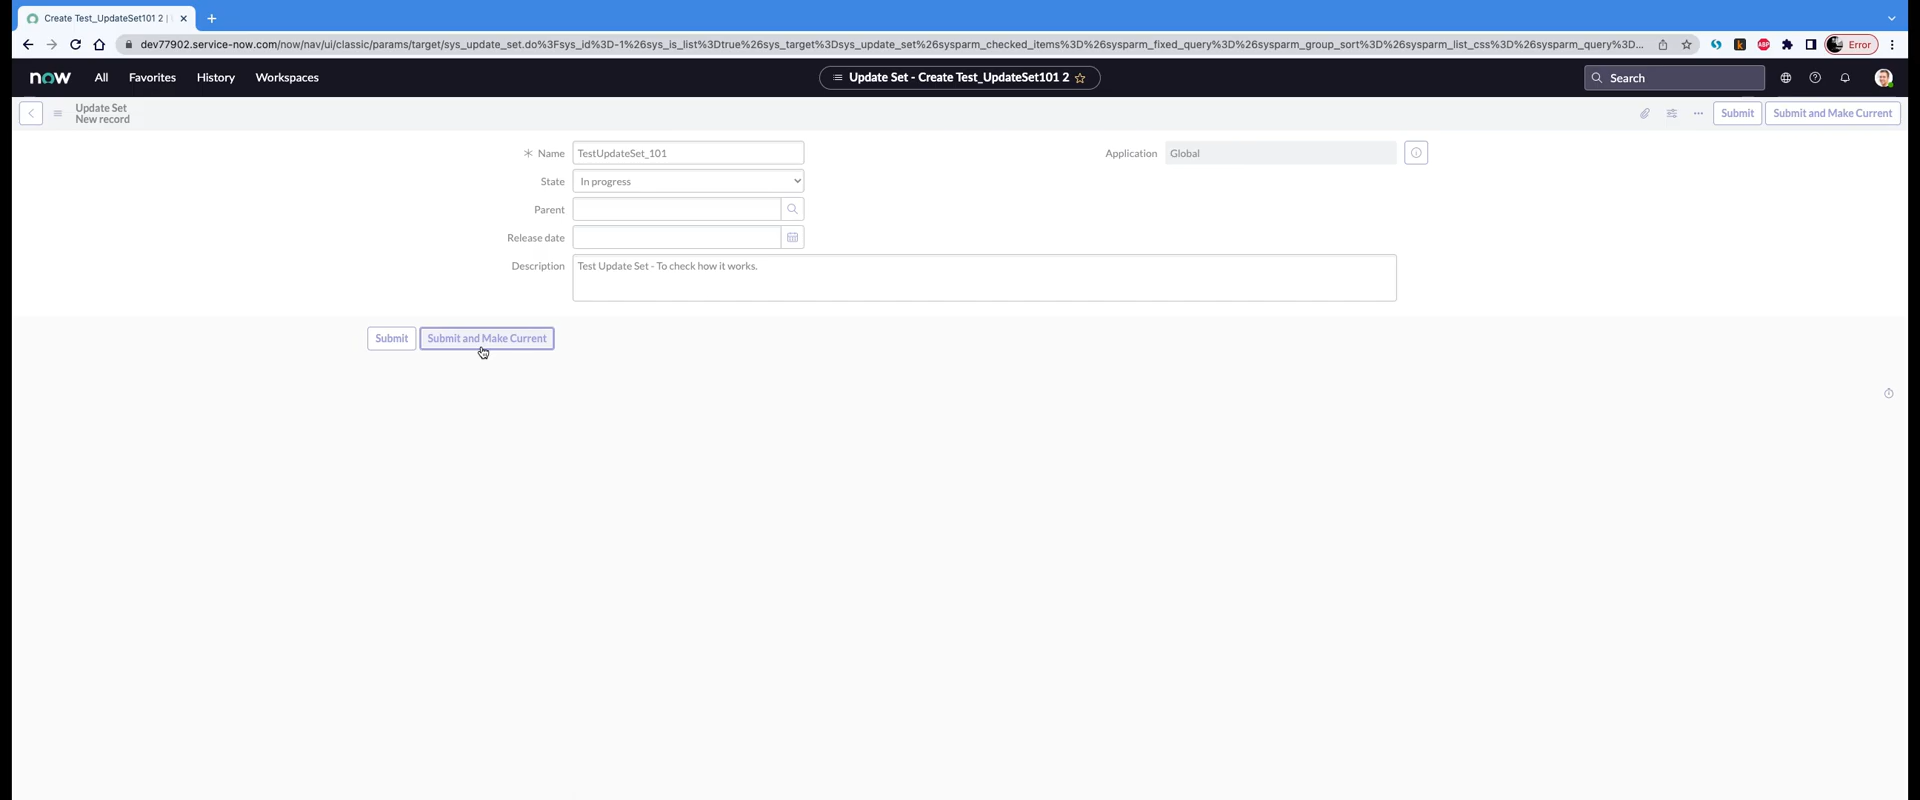 Create Test_UpdateSet101 2 |
dev77902.service-now.com/now/nav/ui/classic/params/target/sys_update_set.do%3Fsys_id%3D-1%26sys_is_list%3Dtrue%26sys_target%3Dsys_update_set%26sysparm_checked_items%3D%26sysparm_fixed_query%3D%26sysparm_group_sort%3D%26sysparm_list_css%3D%26sysparm_query%3D...
ABP
Error
now
All
Favorites
History
Workspaces
Update Set - Create Test_UpdateSet101 2
Search
Update Set
New record
Submit
Submit and Make Current
Name
TestUpdateSet_101
Application
Global
State
In progress
Parent
Release date
Description
Test Update Set - To check how it works.
Submit
Submit and Make Current